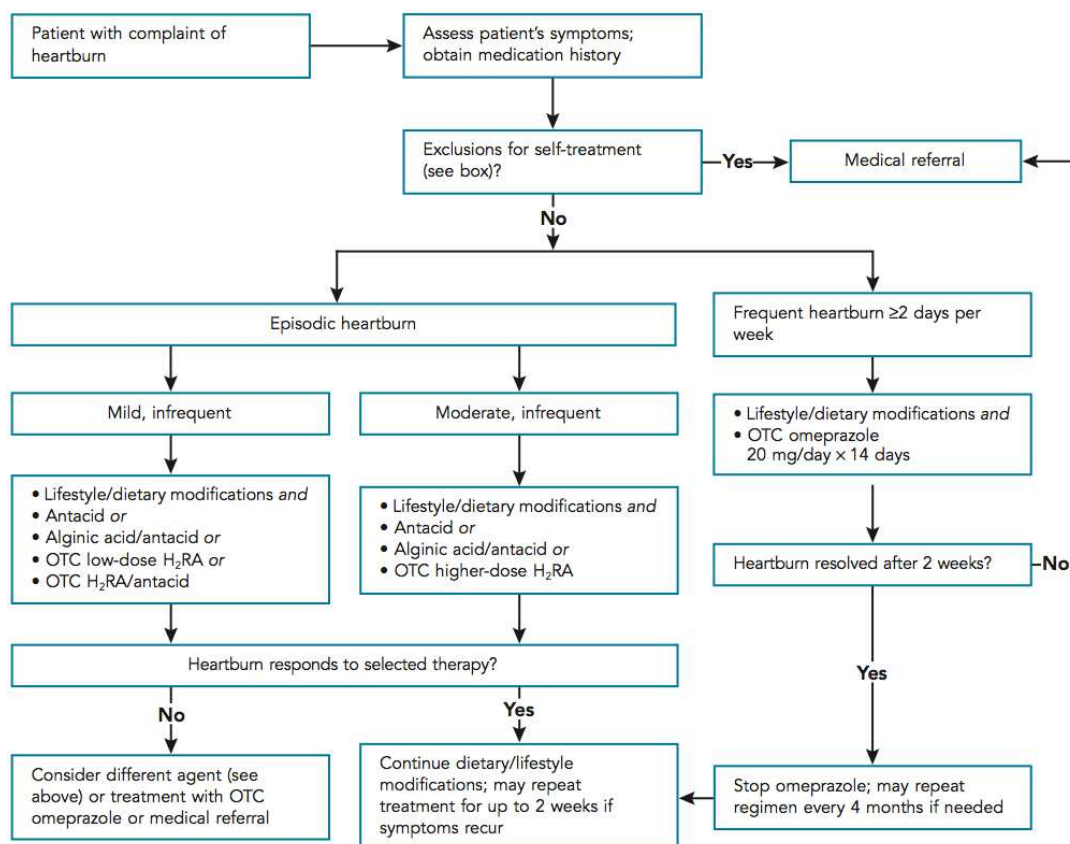 Patient with complaint of
heartburn
Assess patient's symptoms;
obtain medication history
Exclusions for self-treatment
(see box)?
Yes
Medical referral
No
Episodic heartburn
Frequent heartburn ≥2 days per
week
Mild, infrequent
Moderate, infrequent
• Lifestyle/dietary modifications and
• OTC omeprazole
20 mg/day × 14 days
• Lifestyle/dietary modifications and
• Antacid or
• Alginic acid/antacid or
• OTC low-dose H₂RA or
• OTC H₂RA/antacid
• Lifestyle/dietary modifications and
• Antacid or
• Alginic acid/antacid or
• OTC higher-dose H₂RA
Heartburn resolved after 2 weeks?
No
Heartburn responds to selected therapy?
Yes
No
Yes
Consider different agent (see
above) or treatment with OTC
omeprazole or medical referral
Continue dietary/lifestyle
modifications; may repeat
treatment for up to 2 weeks if
symptoms recur
Stop omeprazole; may repeat
regimen every 4 months if needed